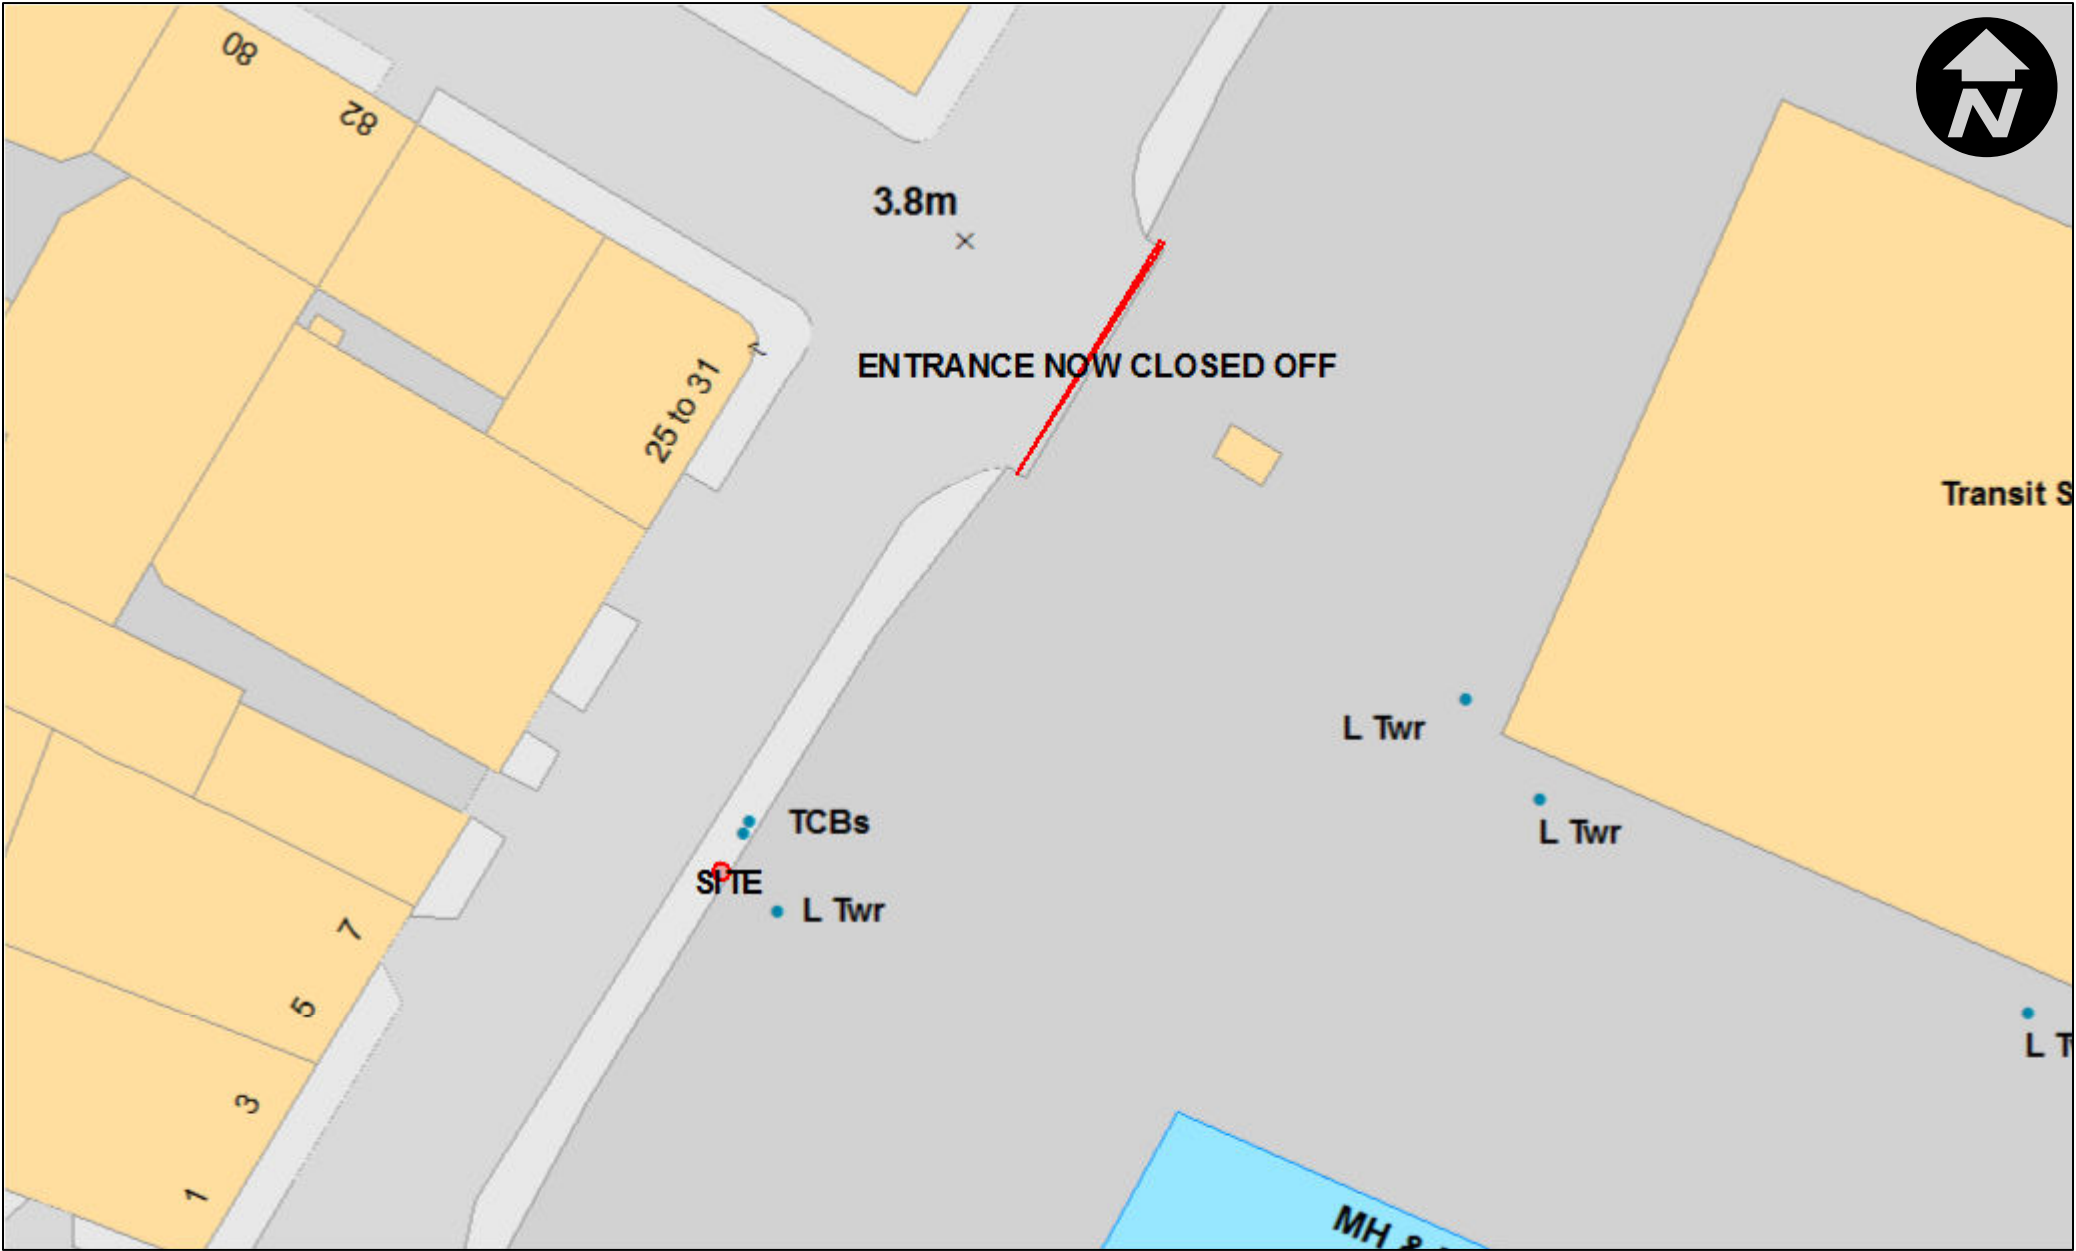 80
82
N
3.8m
ENTRANCE NOW CLOSED OFF
25 to 31
Transit S
L Twr
TCBs
L Twr
SITE
L Twr
7
5
L T
3
1
MH &